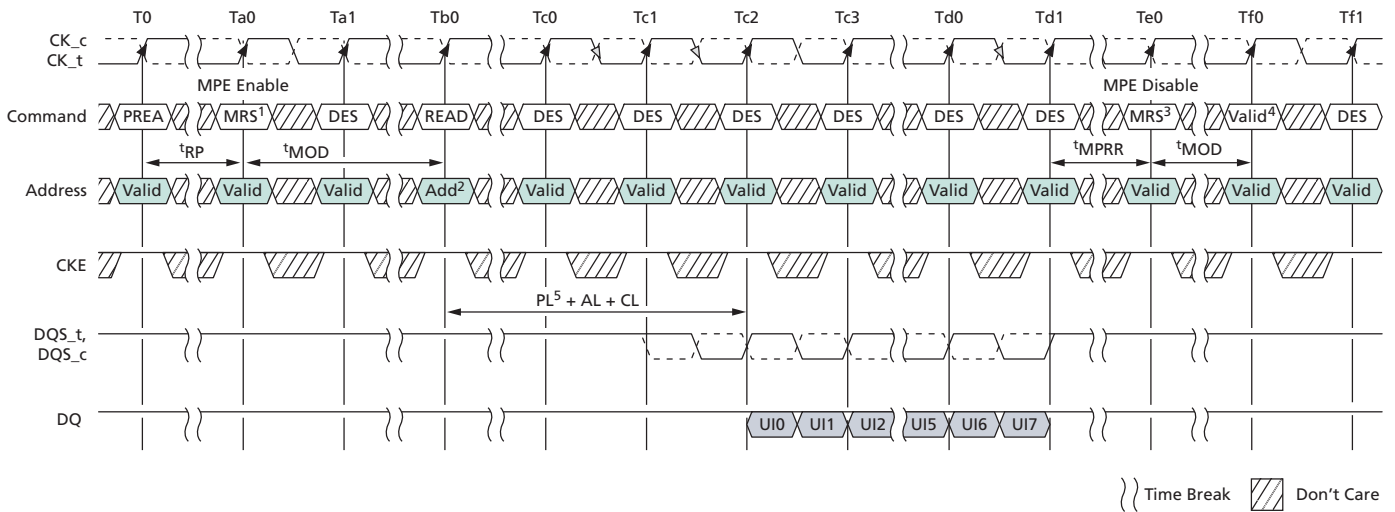 T0 Ta0 Ta1 Tb0 Tc0 Tc1 Tc2 Tc3 Td0 Td1 Te0 Tf0 Tf1
CK_c
CK_t
MPE Enable MPE Disable
Command PREA MRS1 DES READ DES DES DES DES DES DES MRS3 Valid4 DES
tRP tMOD tMPRR tMOD
Address Valid Valid Valid Add2 Valid Valid Valid Valid Valid Valid Valid Valid Valid
CKE
PL5 + AL + CL
DQS_t,
DQS_c
DQ UI0 UI1 UI2 UI5 UI6 UI7
Time Break Don't Care